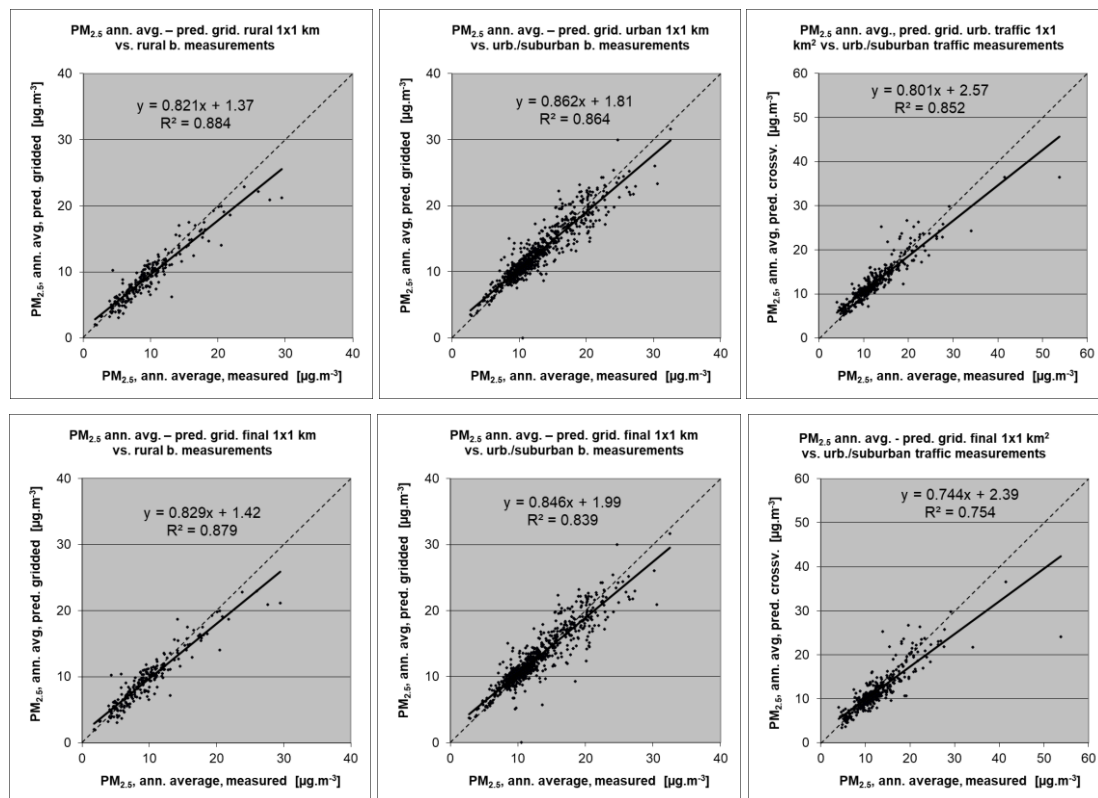 PM2.5 ann. avg. – pred. grid. rural 1x1 km
vs. rural b. measurements
40
30
20
10
0
0
10
20
30
40
y = 0.821x + 1.37
R² = 0.884
PM2.5, ann. avg, pred. gridded [µg.m-3]
PM2.5, ann. average, measured [µg.m-3]
PM2.5 ann. avg. – pred. grid. urban 1x1 km
vs. urb./suburban b. measurements
40
30
20
10
0
0
10
20
30
40
y = 0.862x + 1.81
R² = 0.864
PM2.5, ann. avg, pred. gridded [µg.m-3]
PM2.5, ann. average, measured [µg.m-3]
PM2.5 ann. avg., pred. grid. urb. traffic 1x1
km² vs. urb./suburban traffic measurements
60
50
40
30
20
10
0
0
10
20
30
40
50
60
y = 0.801x + 2.57
R² = 0.852
PM2.5, ann. avg, pred. crossv. [µg.m-3]
PM2.5, ann. average, measured [µg.m-3]
PM2.5 ann. avg. – pred. grid. final 1x1 km
vs. rural b. measurements
40
30
20
10
0
0
10
20
30
40
y = 0.829x + 1.42
R² = 0.879
PM2.5, ann. avg, pred. gridded [µg.m-3]
PM2.5, ann. average, measured [µg.m-3]
PM2.5 ann. avg. – pred. grid. final 1x1 km
vs. urb./suburban b. measurements
40
30
20
10
0
0
10
20
30
40
y = 0.846x + 1.99
R² = 0.839
PM2.5, ann. avg, pred. gridded [µg.m-3]
PM2.5, ann. average, measured [µg.m-3]
PM2.5 ann. avg. - pred. grid. final 1x1 km²
vs. urb./suburban traffic measurements
60
50
40
30
20
10
0
0
10
20
30
40
50
60
y = 0.744x + 2.39
R² = 0.754
PM2.5, ann. avg, pred. crossv. [µg.m-3]
PM2.5, ann. average, measured [µg.m-3]